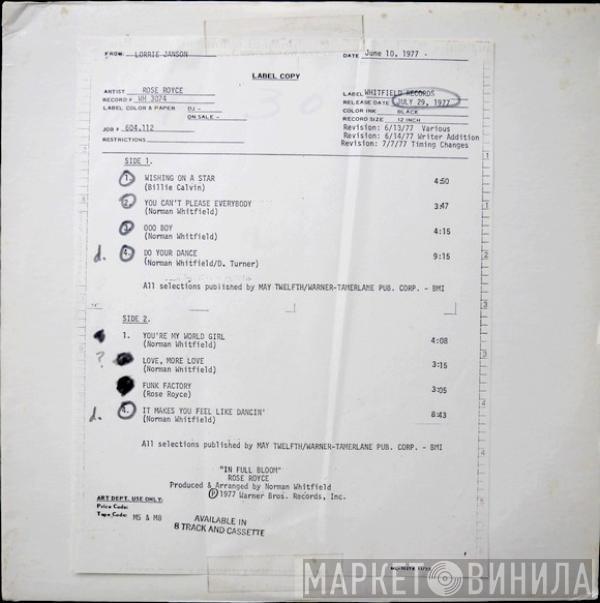 FROM: LORRIE JANSON DATE June 10, 1977 -
LABEL COPY
ARTIST ROSE ROYCE LABEL WHITFIELD RECORDS
RECORD # WH 3074 RELEASE DATE JULY 29, 1977
LABEL COLOR & PAPER DJ - COLOR INK BLACK
ON SALE - RECORD SIZE 12 INCH
JOB # 604.112 Revision: 6/13/77 Various
Revision: 6/14/77 Writer Addition
RESTRICTIONS Revision: 7/7/77 Timing Changes
SIDE 1.
1. WISHING ON A STAR 4:50
(Billie Calvin)
2. YOU CAN'T PLEASE EVERYBODY 3:47
(Norman Whitfield)
3. OOO BOY 4:15
(Norman Whitfield)
d. 4. DO YOUR DANCE 9:15
(Norman Whitfield/D. Turner)
All selections published by MAY TWELFTH/WARNER-TAMERLANE PUB. CORP. - BMI
SIDE 2.
1. YOU'RE MY WORLD GIRL 4:08
(Norman Whitfield)
? LOVE, MORE LOVE 3:15
(Norman Whitfield)
FUNK FACTORY 3:05
(Rose Royce)
d. 4. IT MAKES YOU FEEL LIKE DANCIN' 8:43
(Norman Whitfield)
All selections published by MAY TWELFTH/WARNER-TAMERLANE PUB. CORP. - BMI
"IN FULL BLOOM"
ROSE ROYCE
Produced & Arranged by Norman Whitfield
Ⓟ1977 Warner Bros. Records, Inc.
ART DEPT. USE ONLY:
Price Code:
Tape Code: M5 & M8
AVAILABLE IN
8 TRACK AND CASSETTE
МАРКЕТ ВИНИЛА